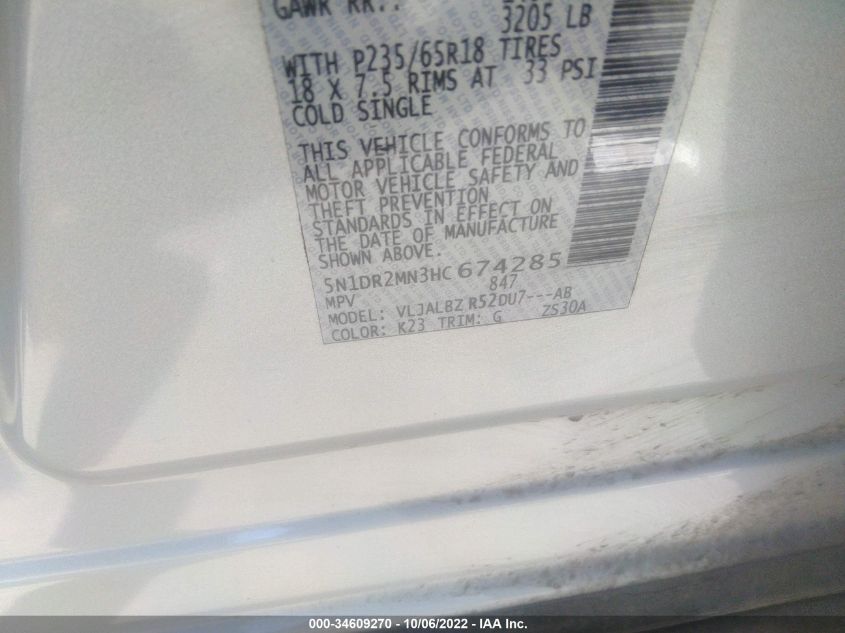 GAWR RR.:
3205 LB
WITH P235/65R18 TIRES
18 X 7.5 RIMS AT 33 PSI
COLD SINGLE
THIS VEHICLE CONFORMS TO
ALL APPLICABLE FEDERAL
MOTOR VEHICLE SAFETY AND
THEFT PREVENTION
STANDARDS IN EFFECT ON
THE DATE OF MANUFACTURE
SHOWN ABOVE.
5N1DR2MN3HC674285
MPV 847
MODEL: VLJALBZ R52DU7---AB
COLOR: K23 TRIM: G ZS30A
000-34609270 - 10/06/2022 - IAA Inc.